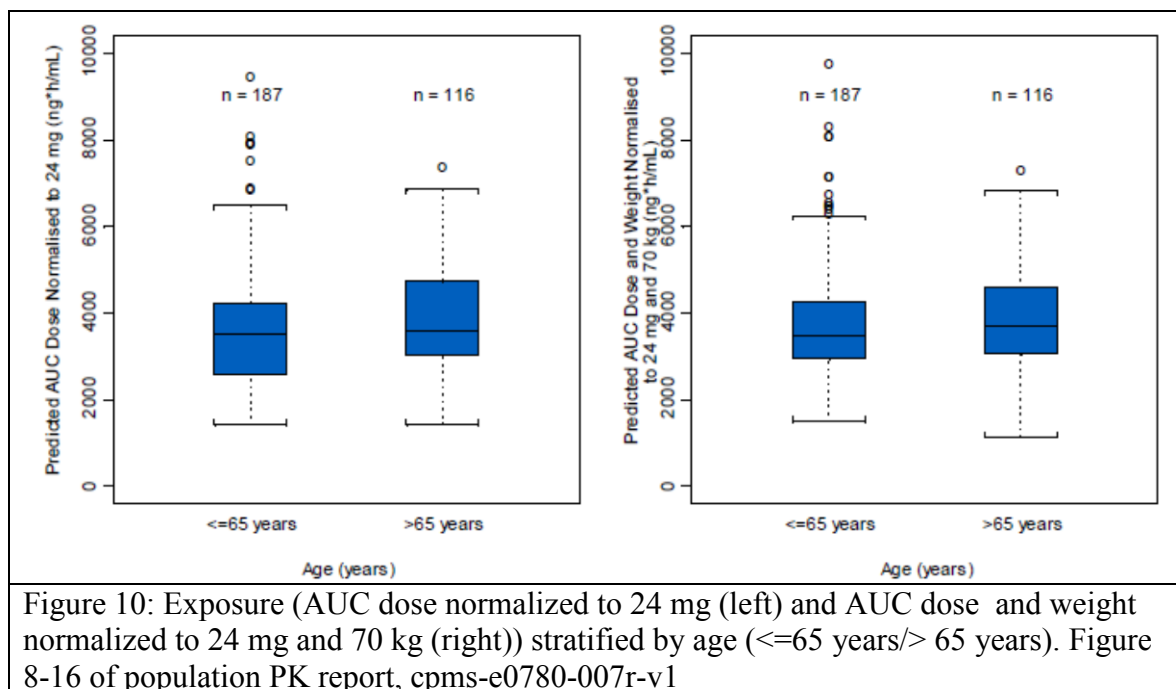 Predicted AUC Dose Normalised to 24 mg (ng*h/mL)
10000
8000
6000
4000
2000
0
n = 187
n = 116
<=65 years
>65 years
Age (years)
Predicted AUC Dose and Weight Normalised
to 24 mg and 70 kg (ng*h/mL)
10000
8000
6000
4000
2000
0
n = 187
n = 116
<=65 years
>65 years
Age (years)
Figure 10: Exposure (AUC dose normalized to 24 mg (left) and AUC dose and weight
normalized to 24 mg and 70 kg (right)) stratified by age (<=65 years/> 65 years). Figure
8-16 of population PK report, cpms-e0780-007r-v1